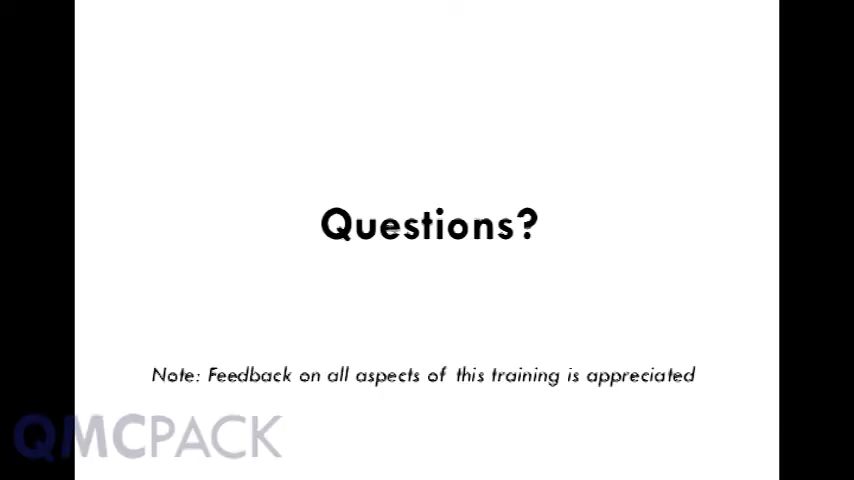 Questions?
Note: Feedback on all aspects of this training is appreciated
QMCPACK